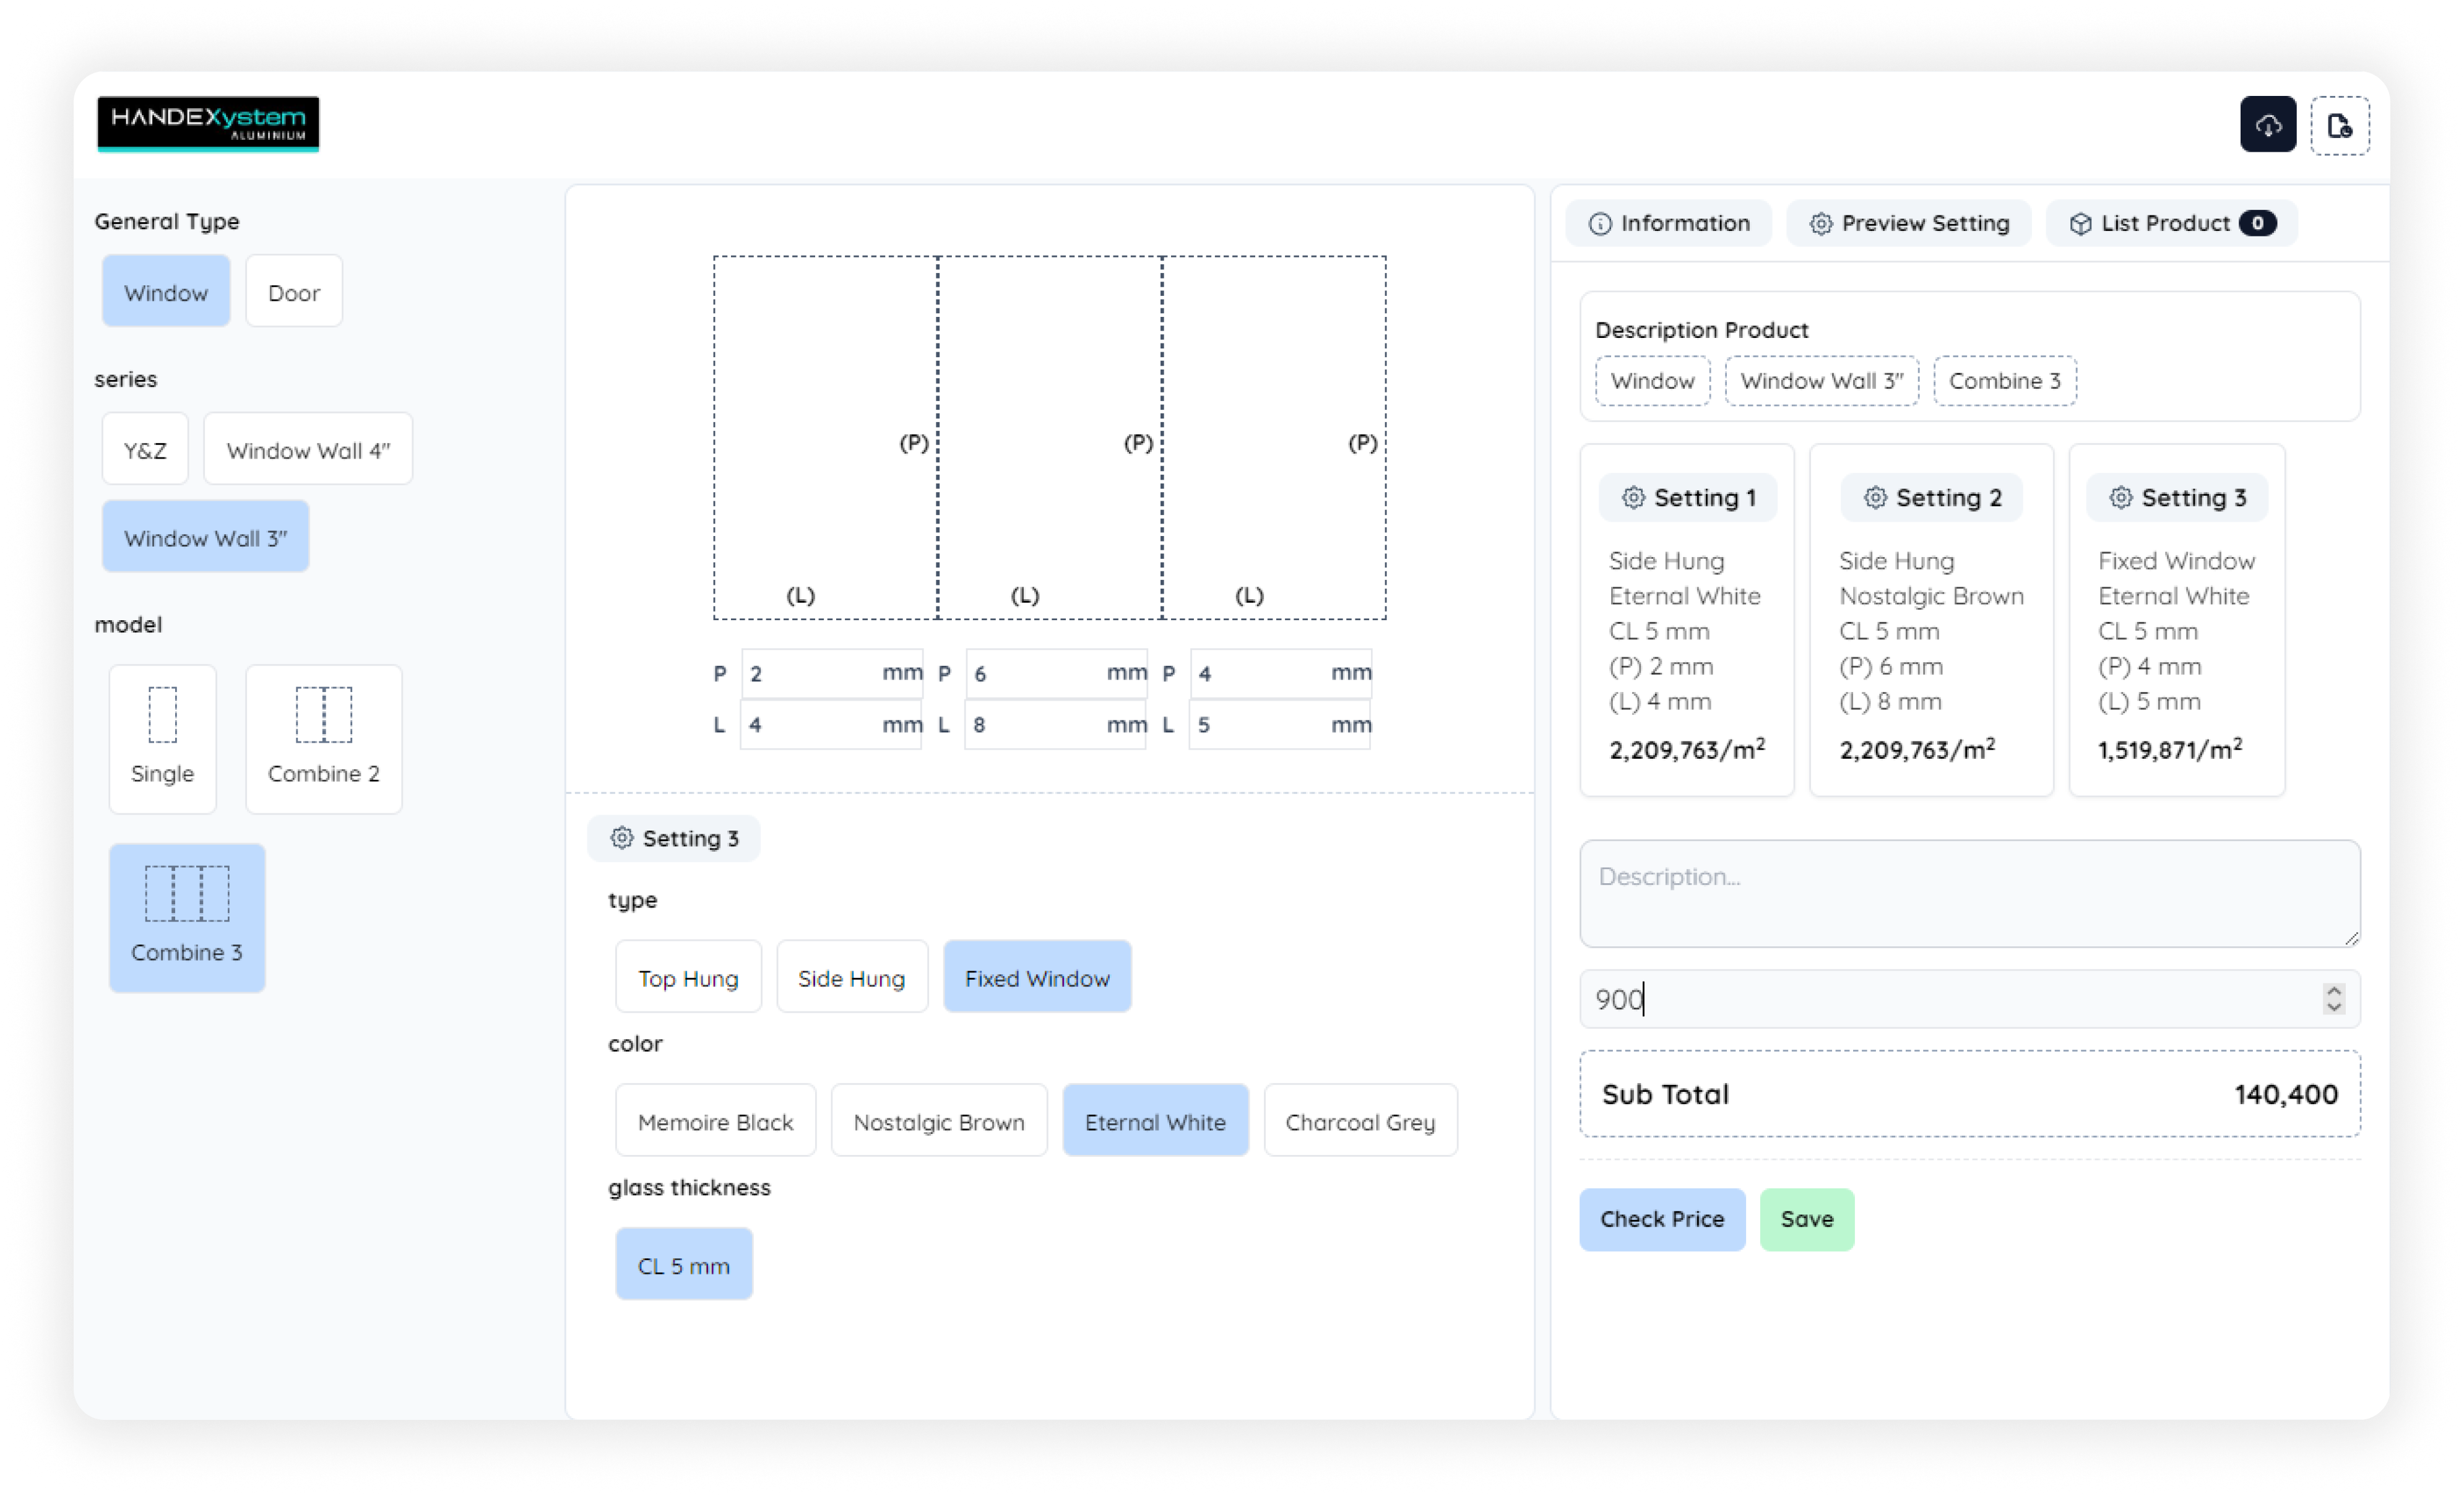 HANDEXystem
ALUMINIUM
General Type
Window
Door
series
Y&Z
Window Wall 4"
Window Wall 3"
model
Single
Combine 2
Combine 3
(P)
(P)
(P)
(L)
(L)
(L)
P 2 mm P 6 mm P 4 mm
L 4 mm L 8 mm L 5 mm
Setting 3
type
Top Hung
Side Hung
Fixed Window
color
Memoire Black
Nostalgic Brown
Eternal White
Charcoal Grey
glass thickness
CL 5 mm
Information
Preview Setting
List Product 0
Description Product
Window
Window Wall 3"
Combine 3
Setting 1
Side Hung
Eternal White
CL 5 mm
(P) 2 mm
(L) 4 mm
2,209,763/m²
Setting 2
Side Hung
Nostalgic Brown
CL 5 mm
(P) 6 mm
(L) 8 mm
2,209,763/m²
Setting 3
Fixed Window
Eternal White
CL 5 mm
(P) 4 mm
(L) 5 mm
1,519,871/m²
Description...
900
Sub Total 140,400
Check Price
Save